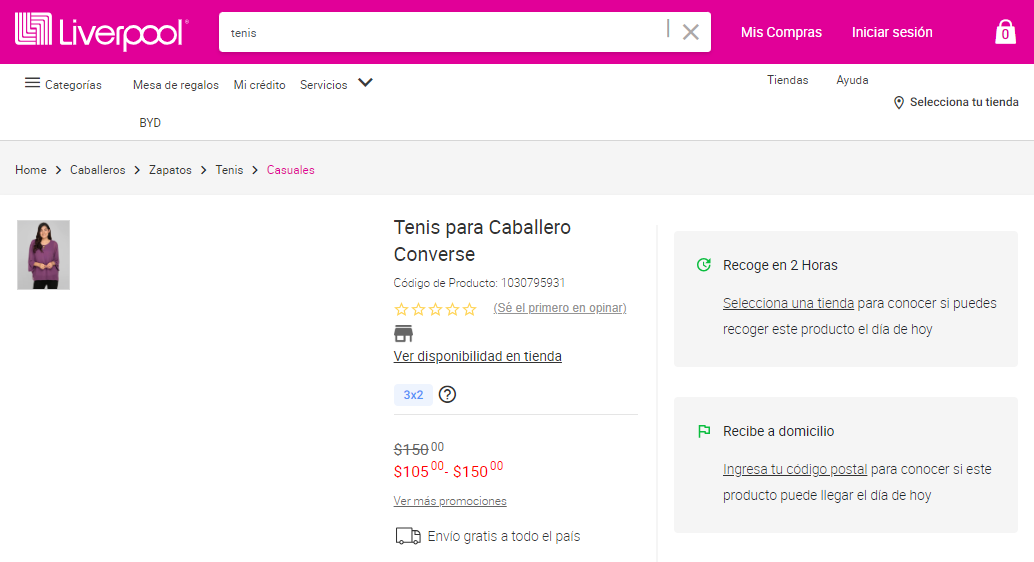 Liverpool
tenis
Mis Compras
Iniciar sesión
0
Categorías
Mesa de regalos
Mi crédito
Servicios
Tiendas
Ayuda
Selecciona tu tienda
BYD
Home > Caballeros > Zapatos > Tenis > Casuales
Tenis para Caballero
Converse
Código de Producto: 1030795931
(Sé el primero en opinar)
Ver disponibilidad en tienda
3x2 ?
$150 00
$105 00 - $150 00
Ver más promociones
Envío gratis a todo el país
Recoge en 2 Horas
Selecciona una tienda para conocer si puedes
recoger este producto el día de hoy
Recibe a domicilio
Ingresa tu código postal para conocer si este
producto puede llegar el día de hoy